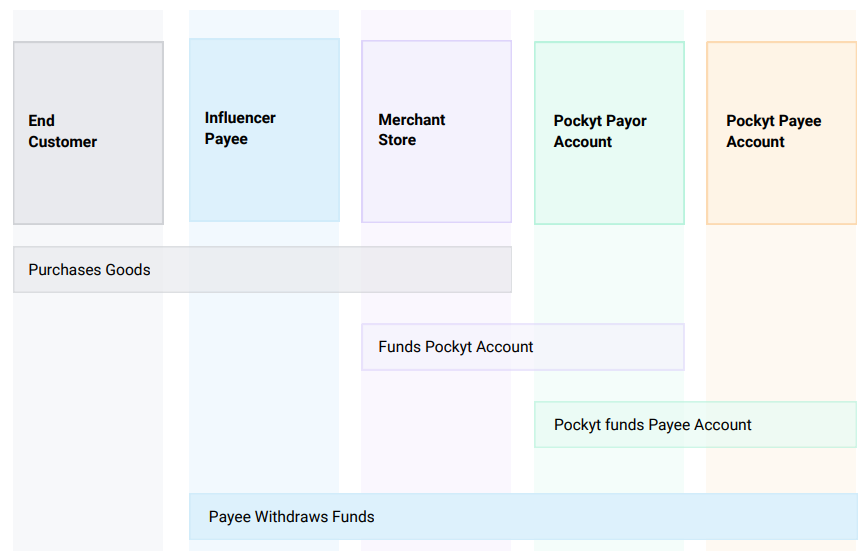 End
Customer
Influencer
Payee
Merchant
Store
Pockyt Payor
Account
Pockyt Payee
Account
Purchases Goods
Funds Pockyt Account
Pockyt funds Payee Account
Payee Withdraws Funds